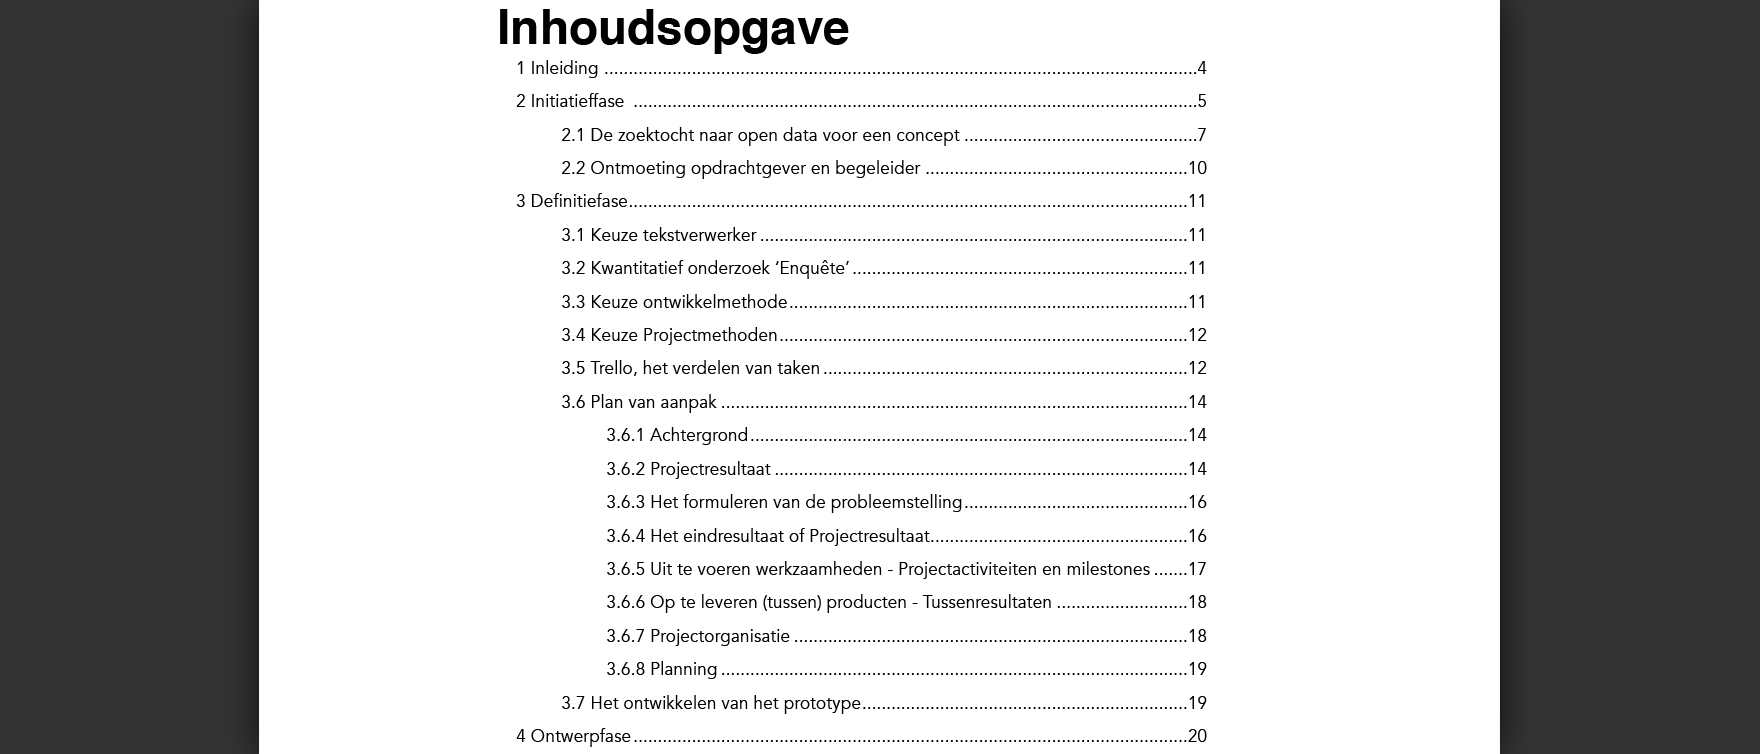 Inhoudsopgave
1 Inleiding ........................................................................................................................4
2 Initiatieffase ...................................................................................................................5
2.1 De zoektocht naar open data voor een concept ................................................7
2.2 Ontmoeting opdrachtgever en begeleider ......................................................10
3 Definitiefase...................................................................................................................11
3.1 Keuze tekstverwerker ........................................................................................11
3.2 Kwantitatief onderzoek ‘Enquête’ .....................................................................11
3.3 Keuze ontwikkelmethode..................................................................................11
3.4 Keuze Projectmethoden....................................................................................12
3.5 Trello, het verdelen van taken ...........................................................................12
3.6 Plan van aanpak ................................................................................................14
3.6.1 Achtergrond..........................................................................................14
3.6.2 Projectresultaat .....................................................................................14
3.6.3 Het formuleren van de probleemstelling..............................................16
3.6.4 Het eindresultaat of Projectresultaat.....................................................16
3.6.5 Uit te voeren werkzaamheden - Projectactiviteiten en milestones .......17
3.6.6 Op te leveren (tussen) producten - Tussenresultaten ...........................18
3.6.7 Projectorganisatie .................................................................................18
3.6.8 Planning ................................................................................................19
3.7 Het ontwikkelen van het prototype...................................................................19
4 Ontwerpfase..................................................................................................................20